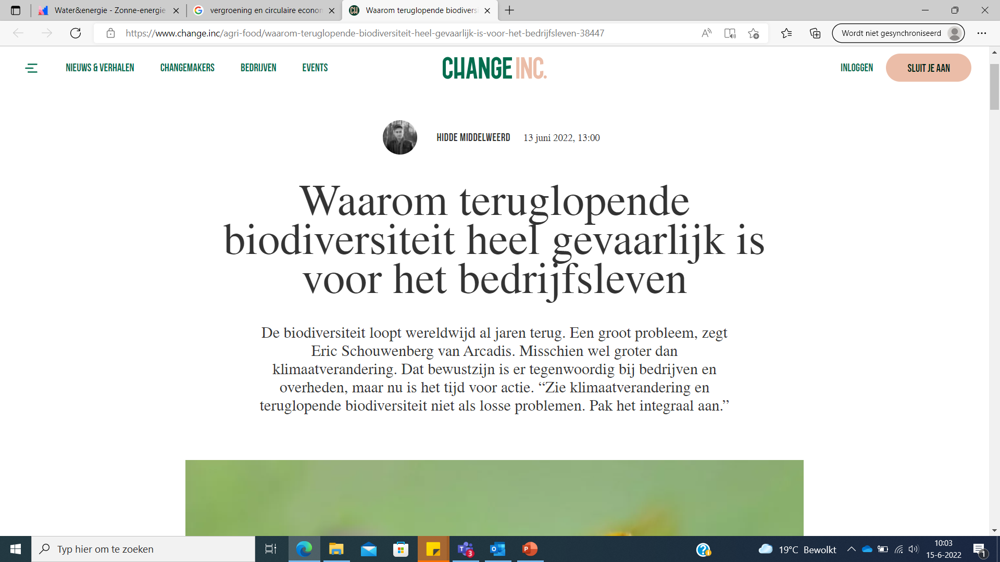 Water&energie - Zonne-energie
vergroening en circulaire econom
Waarom teruglopende biodivers
https://www.change.inc/agri-food/waarom-teruglopende-biodiversiteit-heel-gevaarlijk-is-voor-het-bedrijfsleven-38447
Wordt niet gesynchroniseerd
NIEUWS & VERHALEN
CHANGEMAKERS
BEDRIJVEN
EVENTS
CHANGE INC.
INLOGGEN
SLUIT JE AAN
HIDDE MIDDELWEERD
13 juni 2022, 13:00
Waarom teruglopende
biodiversiteit heel gevaarlijk is
voor het bedrijfsleven
De biodiversiteit loopt wereldwijd al jaren terug. Een groot probleem, zegt
Eric Schouwenberg van Arcadis. Misschien wel groter dan
klimaatverandering. Dat bewustzijn is er tegenwoordig bij bedrijven en
overheden, maar nu is het tijd voor actie. “Zie klimaatverandering en
teruglopende biodiversiteit niet als losse problemen. Pak het integraal aan.”
Typ hier om te zoeken
3
19°C Bewolkt
10:03
15-6-2022
1